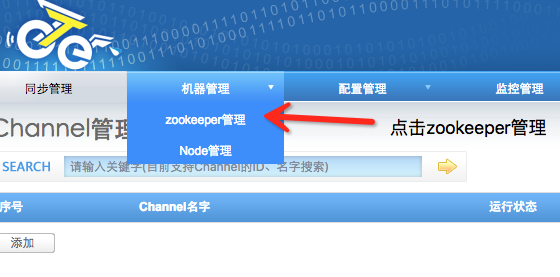 同步管理 机器管理 配置管理 监控管理
zookeeper管理
点击zookeeper管理
Channel管理
Node管理
SEARCH 请输入关键字(目前支持Channel的ID、名字搜索)
序号 Channel名字 运行状态
添加